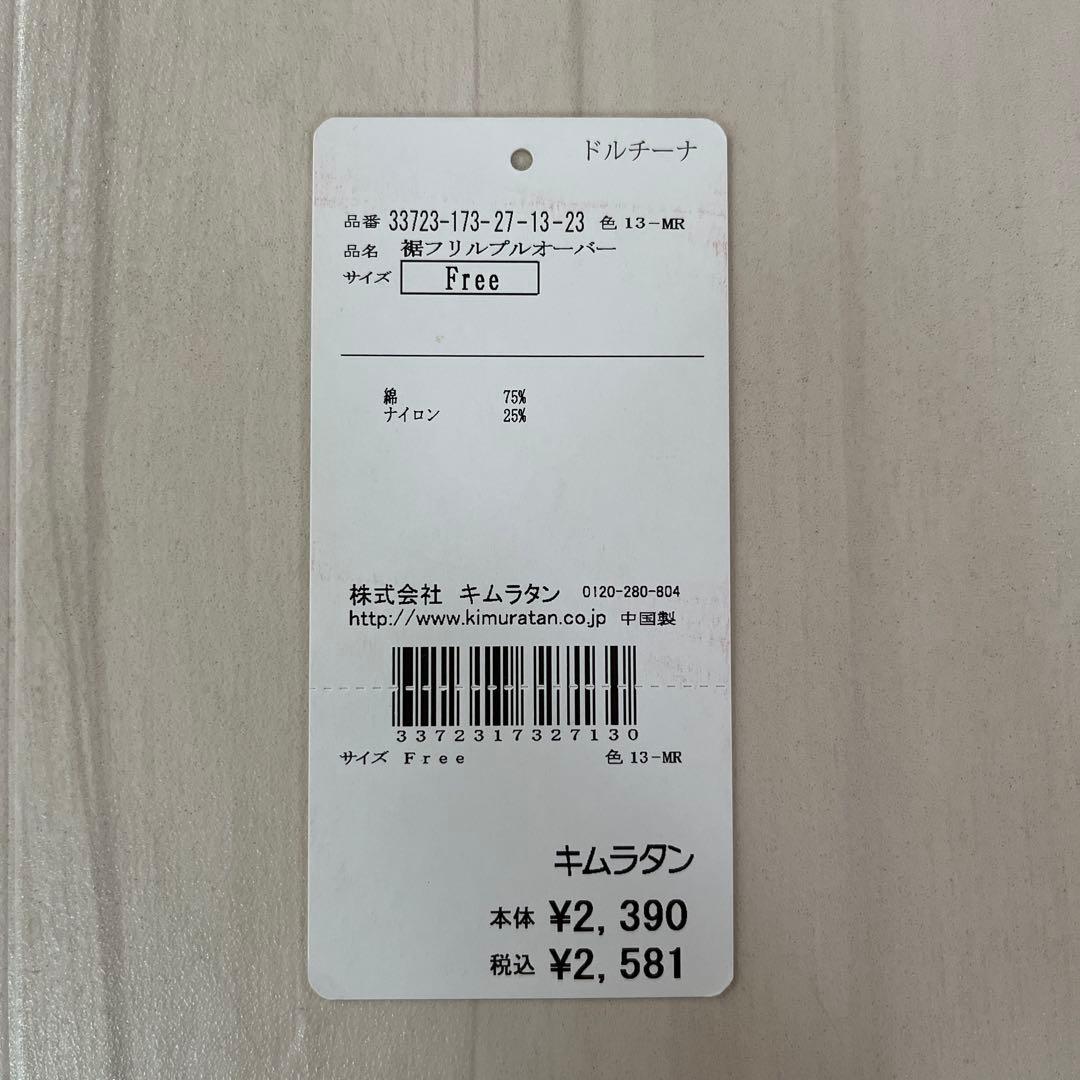 ドルチーナ
品番 33723-173-27-13-23 色 13-MR
品名 裾フリルプルオーバー
サイズ Free
綿 75%
ナイロン 25%
株式会社 キムラタン 0120-280-804
http://www.kimuratan.co.jp 中国製
3372317327130
サイズ Free 色 13-MR
キムラタン
本体 ¥2,390
税込 ¥2,581